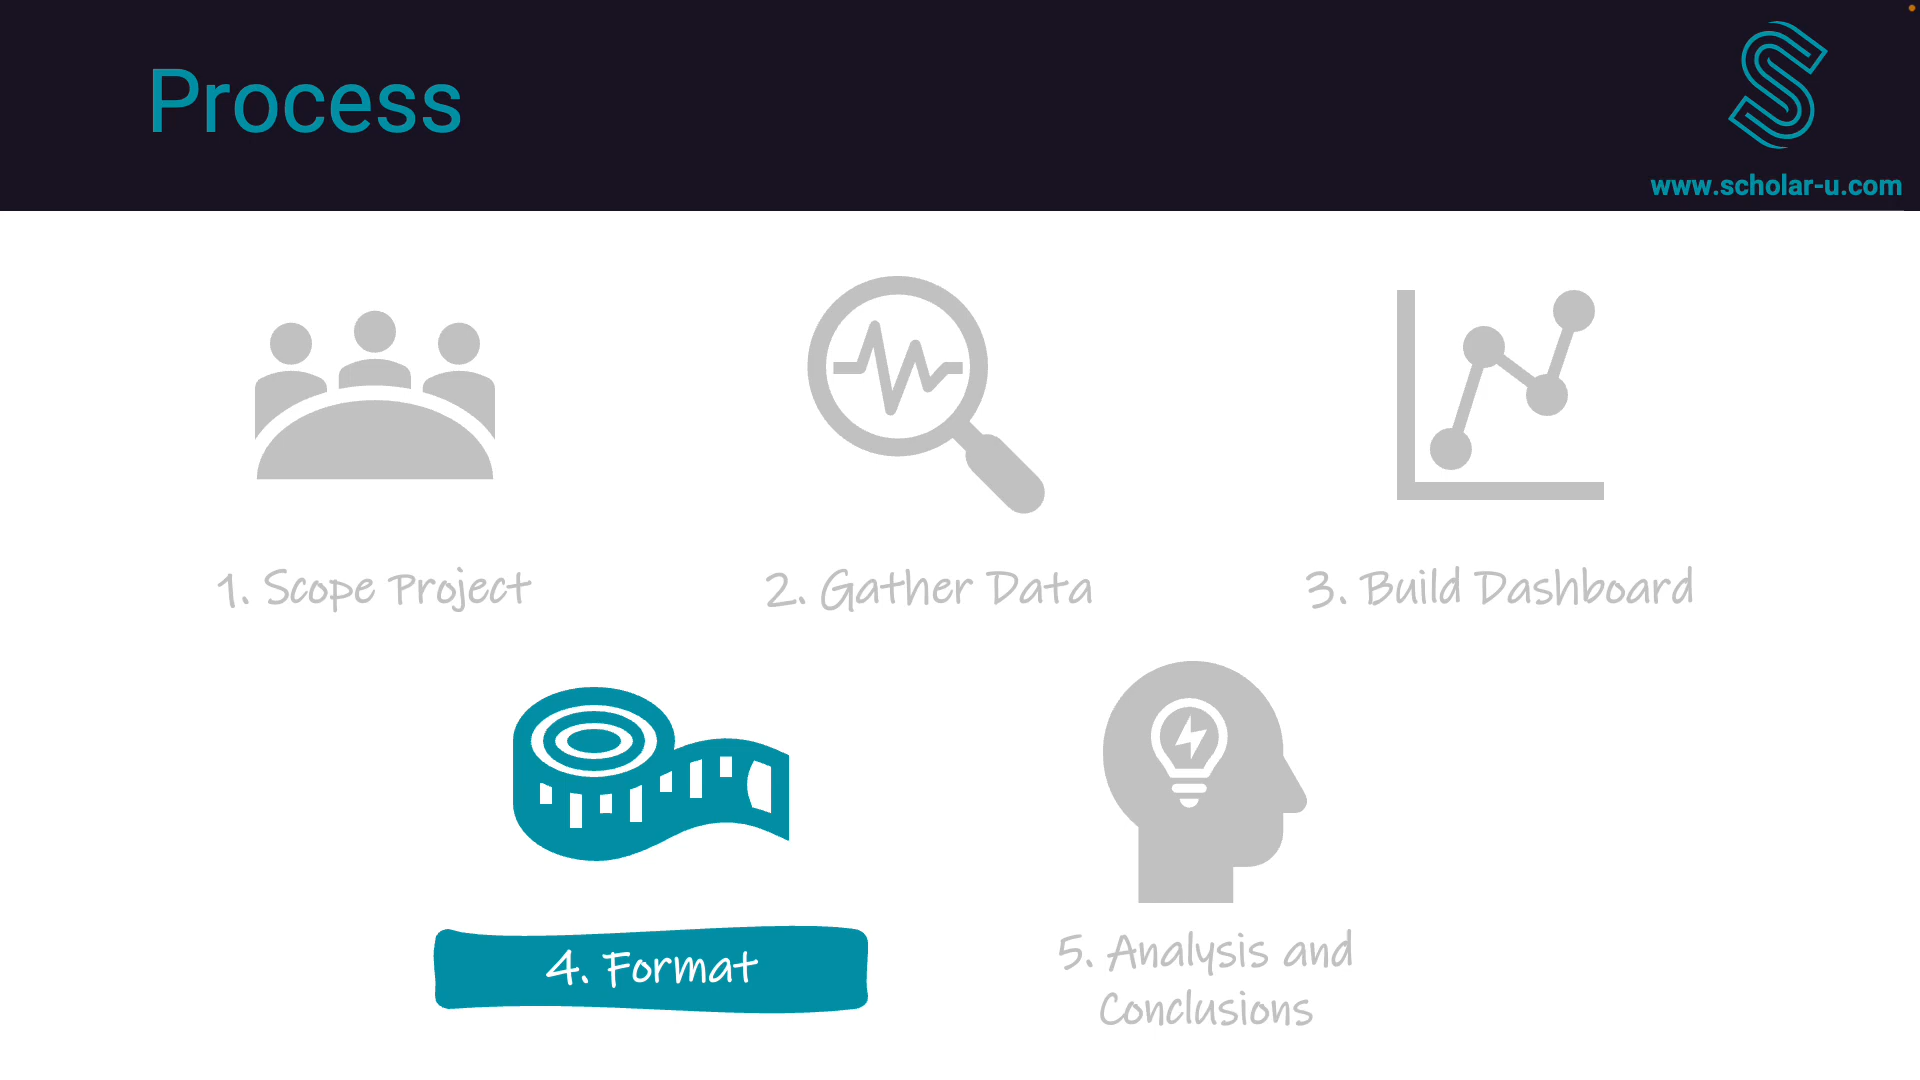 Process
www.scholar-u.com
1. Scope Project
2. Gather Data
3. Build Dashboard
4. Format
5. Analysis and
Conclusions